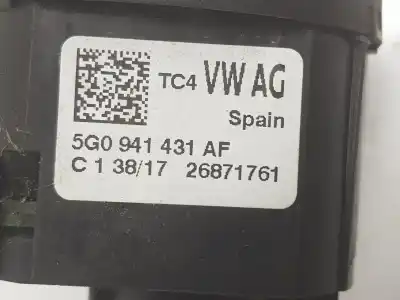 TC4 VW AG
Spain
5G0 941 431 AF
C 1 38/17 26871761